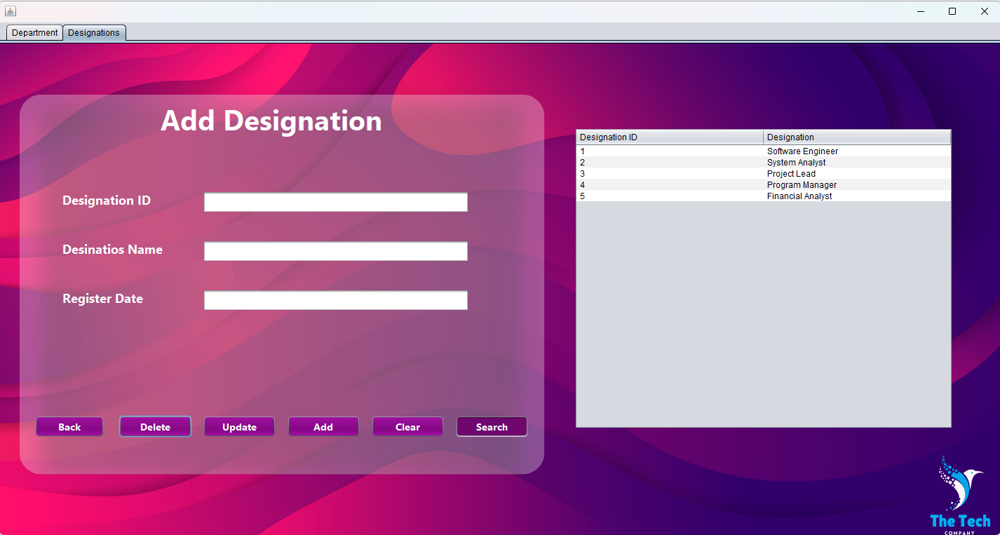 Department Designations
Add Designation
Designation ID
Desinatios Name
Register Date
Back Delete Update Add Clear Search
Designation ID Designation
1 Software Engineer
2 System Analyst
3 Project Lead
4 Program Manager
5 Financial Analyst
The Tech
COMPANY